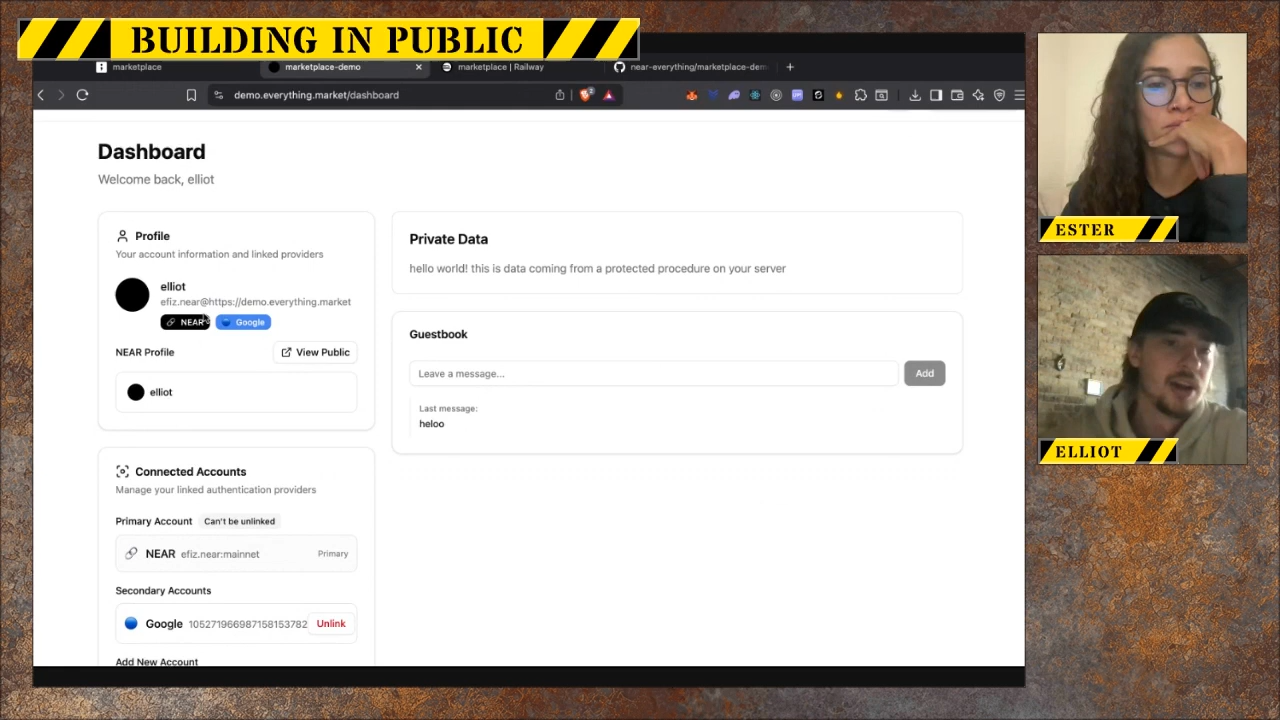 BUILDING IN PUBLIC
marketplace
marketplace-demo
marketplace | Railway
near-everything/marketplace-dem
demo.everything.market/dashboard
Dashboard
Welcome back, elliot
Profile
Your account information and linked providers
elliot
efiz.near@https://demo.everything.market
NEAR
Google
NEAR Profile
View Public
elliot
Connected Accounts
Manage your linked authentication providers
Primary Account
Can't be unlinked
NEAR efiz.near:mainnet
Primary
Secondary Accounts
Google 105271966987158153782
Unlink
Add New Account
Private Data
hello world! this is data coming from a protected procedure on your server
Guestbook
Leave a message...
Add
Last message:
heloo
ESTER
ELLIOT